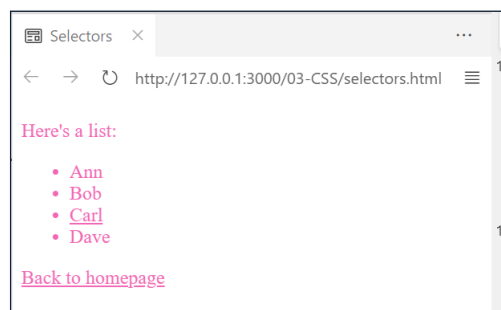 Selectors
http://127.0.0.1:3000/03-CSS/selectors.html
Here's a list:
Ann
Bob
Carl
Dave
Back to homepage